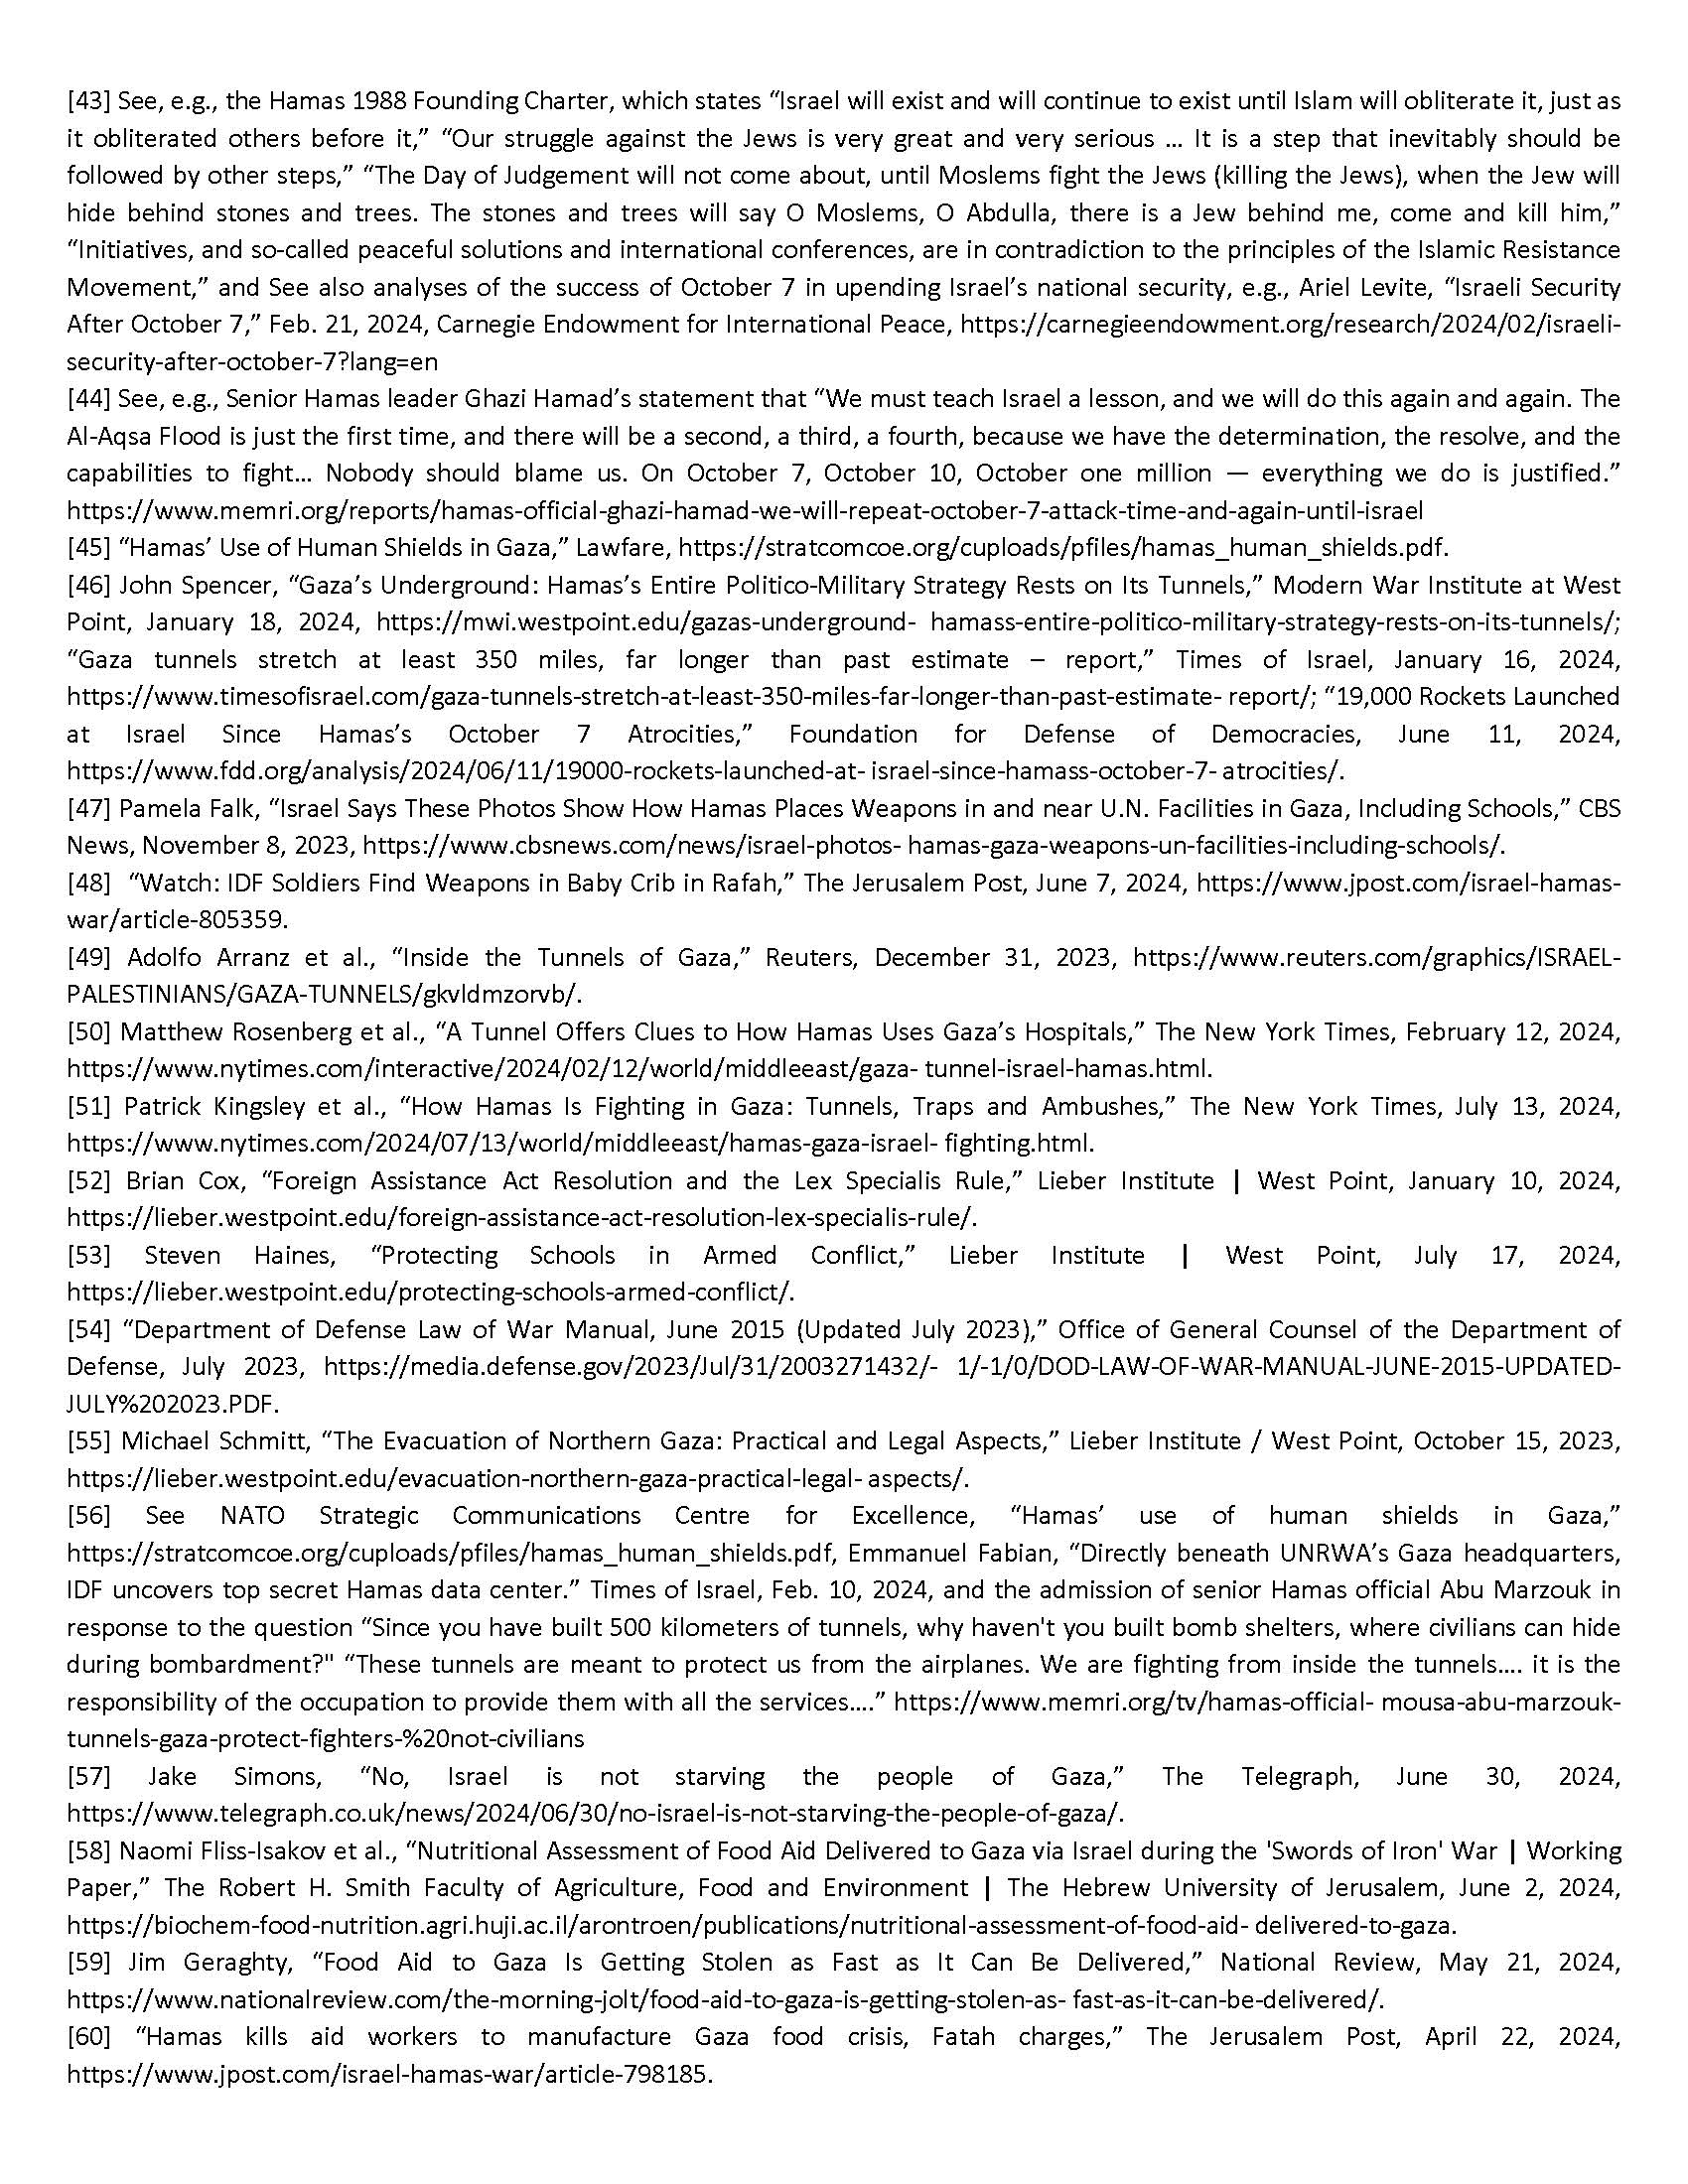 [43] See, e.g., the Hamas 1988 Founding Charter, which states “Israel will exist and will continue to exist until Islam will obliterate it, just as
it obliterated others before it,” “Our struggle against the Jews is very great and very serious … It is a step that inevitably should be
followed by other steps,” “The Day of Judgement will not come about, until Moslems fight the Jews (killing the Jews), when the Jew will
hide behind stones and trees. The stones and trees will say O Moslems, O Abdulla, there is a Jew behind me, come and kill him,”
“Initiatives, and so-called peaceful solutions and international conferences, are in contradiction to the principles of the Islamic Resistance
Movement,” and See also analyses of the success of October 7 in upending Israel’s national security, e.g., Ariel Levite, “Israeli Security
After October 7,” Feb. 21, 2024, Carnegie Endowment for International Peace, https://carnegieendowment.org/research/2024/02/israeli-
security-after-october-7?lang=en
[44] See, e.g., Senior Hamas leader Ghazi Hamad’s statement that “We must teach Israel a lesson, and we will do this again and again. The
Al-Aqsa Flood is just the first time, and there will be a second, a third, a fourth, because we have the determination, the resolve, and the
capabilities to fight… Nobody should blame us. On October 7, October 10, October one million — everything we do is justified.”
https://www.memri.org/reports/hamas-official-ghazi-hamad-we-will-repeat-october-7-attack-time-and-again-until-israel
[45] “Hamas’ Use of Human Shields in Gaza,” Lawfare, https://stratcomcoe.org/cuploads/pfiles/hamas_human_shields.pdf.
[46] John Spencer, “Gaza’s Underground: Hamas’s Entire Politico-Military Strategy Rests on Its Tunnels,” Modern War Institute at West
Point, January 18, 2024, https://mwi.westpoint.edu/gazas-underground- hamass-entire-politico-military-strategy-rests-on-its-tunnels/;
“Gaza tunnels stretch at least 350 miles, far longer than past estimate – report,” Times of Israel, January 16, 2024,
https://www.timesofisrael.com/gaza-tunnels-stretch-at-least-350-miles-far-longer-than-past-estimate- report/; “19,000 Rockets Launched
at Israel Since Hamas’s October 7 Atrocities,” Foundation for Defense of Democracies, June 11, 2024,
https://www.fdd.org/analysis/2024/06/11/19000-rockets-launched-at- israel-since-hamass-october-7- atrocities/.
[47] Pamela Falk, “Israel Says These Photos Show How Hamas Places Weapons in and near U.N. Facilities in Gaza, Including Schools,” CBS
News, November 8, 2023, https://www.cbsnews.com/news/israel-photos- hamas-gaza-weapons-un-facilities-including-schools/.
[48] “Watch: IDF Soldiers Find Weapons in Baby Crib in Rafah,” The Jerusalem Post, June 7, 2024, https://www.jpost.com/israel-hamas-
war/article-805359.
[49] Adolfo Arranz et al., “Inside the Tunnels of Gaza,” Reuters, December 31, 2023, https://www.reuters.com/graphics/ISRAEL-
PALESTINIANS/GAZA-TUNNELS/gkvldmzorvb/.
[50] Matthew Rosenberg et al., “A Tunnel Offers Clues to How Hamas Uses Gaza’s Hospitals,” The New York Times, February 12, 2024,
https://www.nytimes.com/interactive/2024/02/12/world/middleeast/gaza- tunnel-israel-hamas.html.
[51] Patrick Kingsley et al., “How Hamas Is Fighting in Gaza: Tunnels, Traps and Ambushes,” The New York Times, July 13, 2024,
https://www.nytimes.com/2024/07/13/world/middleeast/hamas-gaza-israel- fighting.html.
[52] Brian Cox, “Foreign Assistance Act Resolution and the Lex Specialis Rule,” Lieber Institute | West Point, January 10, 2024,
https://lieber.westpoint.edu/foreign-assistance-act-resolution-lex-specialis-rule/.
[53] Steven Haines, “Protecting Schools in Armed Conflict,” Lieber Institute | West Point, July 17, 2024,
https://lieber.westpoint.edu/protecting-schools-armed-conflict/.
[54] “Department of Defense Law of War Manual, June 2015 (Updated July 2023),” Office of General Counsel of the Department of
Defense, July 2023, https://media.defense.gov/2023/Jul/31/2003271432/- 1/-1/0/DOD-LAW-OF-WAR-MANUAL-JUNE-2015-UPDATED-
JULY%202023.PDF.
[55] Michael Schmitt, “The Evacuation of Northern Gaza: Practical and Legal Aspects,” Lieber Institute / West Point, October 15, 2023,
https://lieber.westpoint.edu/evacuation-northern-gaza-practical-legal- aspects/.
[56] See NATO Strategic Communications Centre for Excellence, “Hamas’ use of human shields in Gaza,”
https://stratcomcoe.org/cuploads/pfiles/hamas_human_shields.pdf, Emmanuel Fabian, “Directly beneath UNRWA’s Gaza headquarters,
IDF uncovers top secret Hamas data center.” Times of Israel, Feb. 10, 2024, and the admission of senior Hamas official Abu Marzouk in
response to the question “Since you have built 500 kilometers of tunnels, why haven't you built bomb shelters, where civilians can hide
during bombardment?" “These tunnels are meant to protect us from the airplanes. We are fighting from inside the tunnels…. it is the
responsibility of the occupation to provide them with all the services….” https://www.memri.org/tv/hamas-official- mousa-abu-marzouk-
tunnels-gaza-protect-fighters-%20not-civilians
[57] Jake Simons, “No, Israel is not starving the people of Gaza,” The Telegraph, June 30, 2024,
https://www.telegraph.co.uk/news/2024/06/30/no-israel-is-not-starving-the-people-of-gaza/.
[58] Naomi Fliss-Isakov et al., “Nutritional Assessment of Food Aid Delivered to Gaza via Israel during the 'Swords of Iron' War | Working
Paper,” The Robert H. Smith Faculty of Agriculture, Food and Environment | The Hebrew University of Jerusalem, June 2, 2024,
https://biochem-food-nutrition.agri.huji.ac.il/arontroen/publications/nutritional-assessment-of-food-aid- delivered-to-gaza.
[59] Jim Geraghty, “Food Aid to Gaza Is Getting Stolen as Fast as It Can Be Delivered,” National Review, May 21, 2024,
https://www.nationalreview.com/the-morning-jolt/food-aid-to-gaza-is-getting-stolen-as- fast-as-it-can-be-delivered/.
[60] “Hamas kills aid workers to manufacture Gaza food crisis, Fatah charges,” The Jerusalem Post, April 22, 2024,
https://www.jpost.com/israel-hamas-war/article-798185.